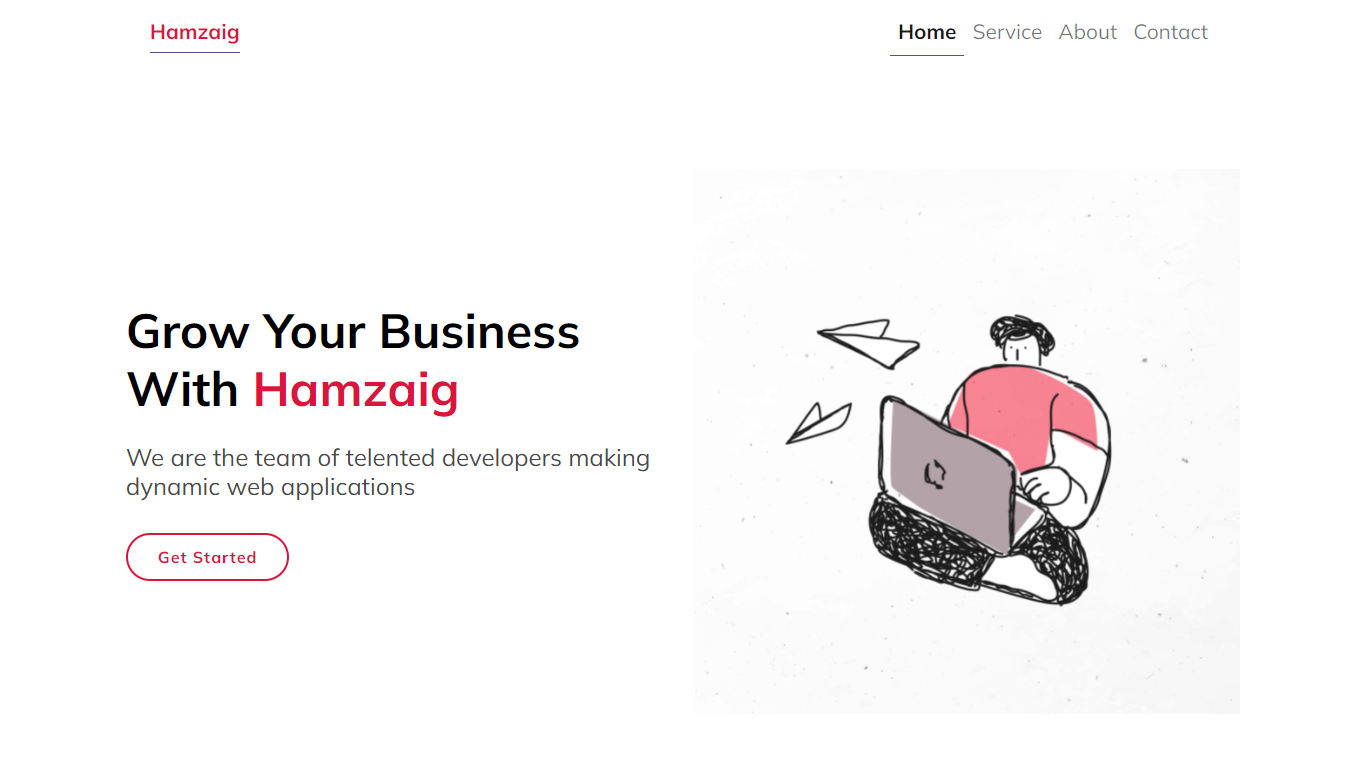 Hamzaig
Home Service About Contact
Grow Your Business
With Hamzaig
We are the team of telented developers making
dynamic web applications
Get Started